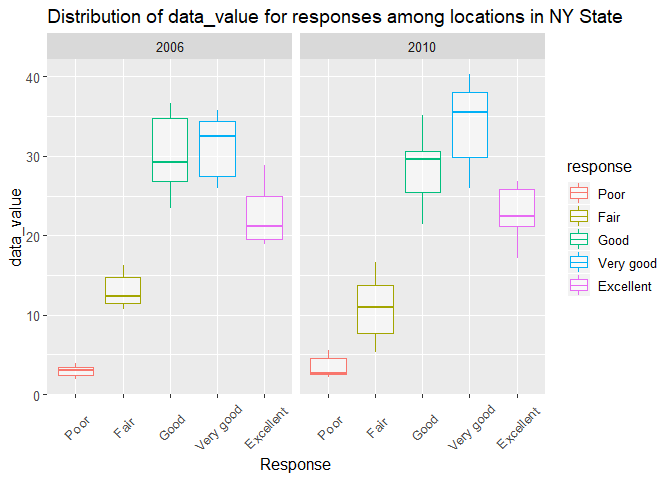 Distribution of data_value for responses among locations in NY State
2006
2010
data_value
40
30
20
10
0
Poor
Fair
Good
Very good
Excellent
Poor
Fair
Good
Very good
Excellent
Response
response
Poor
Fair
Good
Very good
Excellent